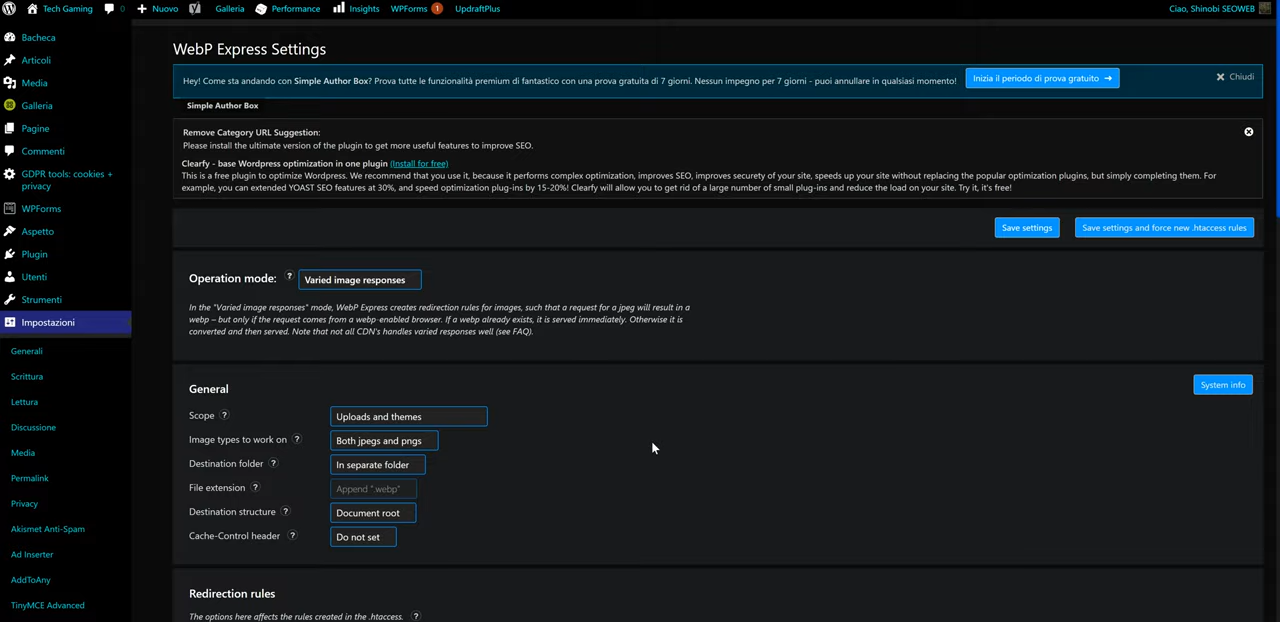 Tech Gaming 0 Nuovo Galleria Performance Insights WPForms 1 UpdraftPlus Ciao, Shinobi SEOWEB
Bacheca
Articoli
Media
Galleria
Pagine
Commenti
GDPR tools: cookies +
privacy
WPForms
Aspetto
Plugin
Utenti
Strumenti
Impostazioni
Generali
Scrittura
Lettura
Discussione
Media
Permalink
Privacy
Akismet Anti-Spam
Ad Inserter
AddToAny
TinyMCE Advanced
WebP Express Settings
Hey! Come sta andando con Simple Author Box? Prova tutte le funzionalità premium di fantastico con una prova gratuita di 7 giorni. Nessun impegno per 7 giorni - puoi annullare in qualsiasi momento! Inizia il periodo di prova gratuito → Chiudi
Simple Author Box
Remove Category URL Suggestion:
Please install the ultimate version of the plugin to get more useful features to improve SEO.
Clearfy - base Wordpress optimization in one plugin (Install for free)
This is a free plugin to optimize Wordpress. We recommend that you use it, because it performs complex optimization, improves SEO, improves securety of your site, speeds up your site without replacing the popular optimization plugins, but simply completing them. For
example, you can extended YOAST SEO features at 30%, and speed optimization plug-ins by 15-20%! Clearfy will allow you to get rid of a large number of small plug-ins and reduce the load on your site. Try it, it's free!
Save settings Save settings and force new .htaccess rules
Operation mode: ? Varied image responses
In the "Varied image responses" mode, WebP Express creates redirection rules for images, such that a request for a jpeg will result in a
webp – but only if the request comes from a webp-enabled browser. If a webp already exists, it is served immediately. Otherwise it is
converted and then served. Note that not all CDN's handles varied responses well (see FAQ).
General System info
Scope ? Uploads and themes
Image types to work on ? Both jpegs and pngs
Destination folder ? In separate folder
File extension ? Append ".webp"
Destination structure ? Document root
Cache-Control header ? Do not set
Redirection rules
The options here affects the rules created in the .htaccess. ?